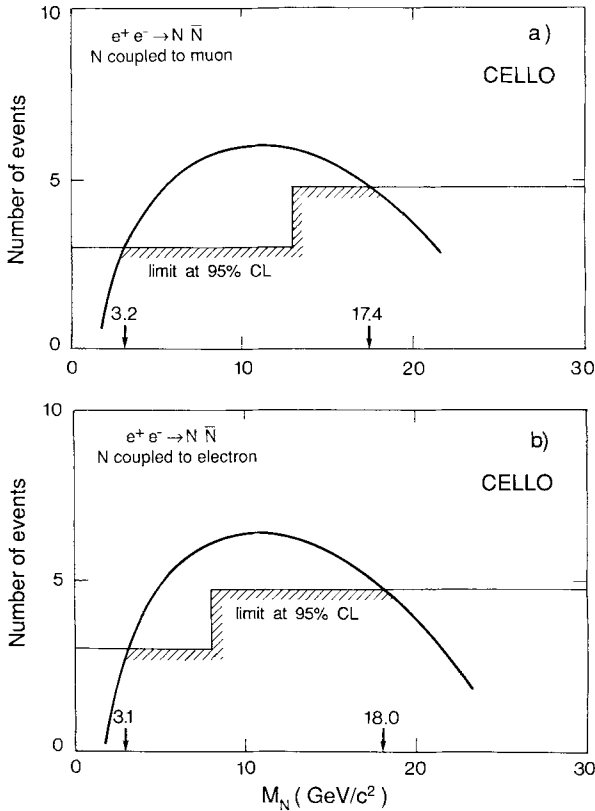 10
e⁺ e⁻ → N N̄
N coupled to muon
a)
CELLO
Number of events
5
limit at 95% CL
3.2
17.4
0
0
10
20
30
10
e⁺ e⁻ → N N̄
N coupled to electron
b)
CELLO
Number of events
5
limit at 95% CL
3.1
18.0
0
0
10
20
30
M_N ( GeV/c²)